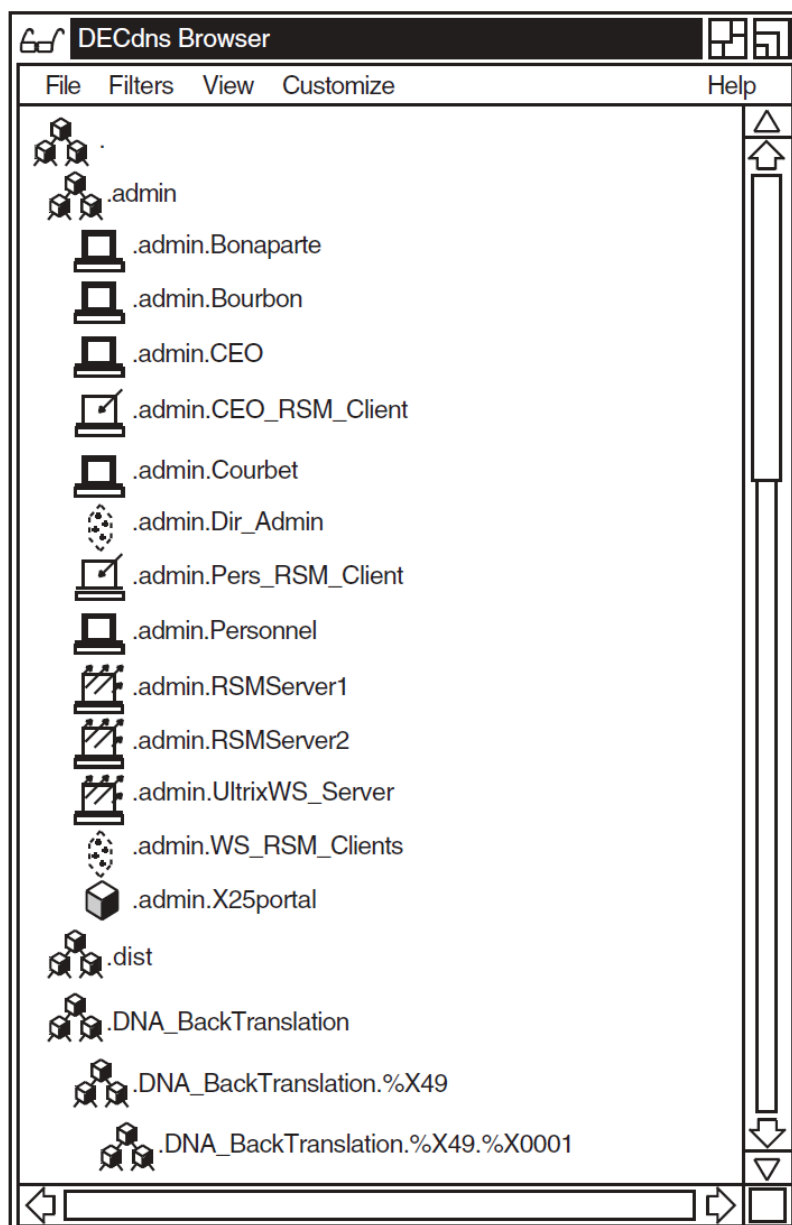 DECdns Browser
File Filters View Customize Help
.
.admin
.admin.Bonaparte
.admin.Bourbon
.admin.CEO
.admin.CEO_RSM_Client
.admin.Courbet
.admin.Dir_Admin
.admin.Pers_RSM_Client
.admin.Personnel
.admin.RSMServer1
.admin.RSMServer2
.admin.UltrixWS_Server
.admin.WS_RSM_Clients
.admin.X25portal
.dist
.DNA_BackTranslation
.DNA_BackTranslation.%X49
.DNA_BackTranslation.%X49.%X0001